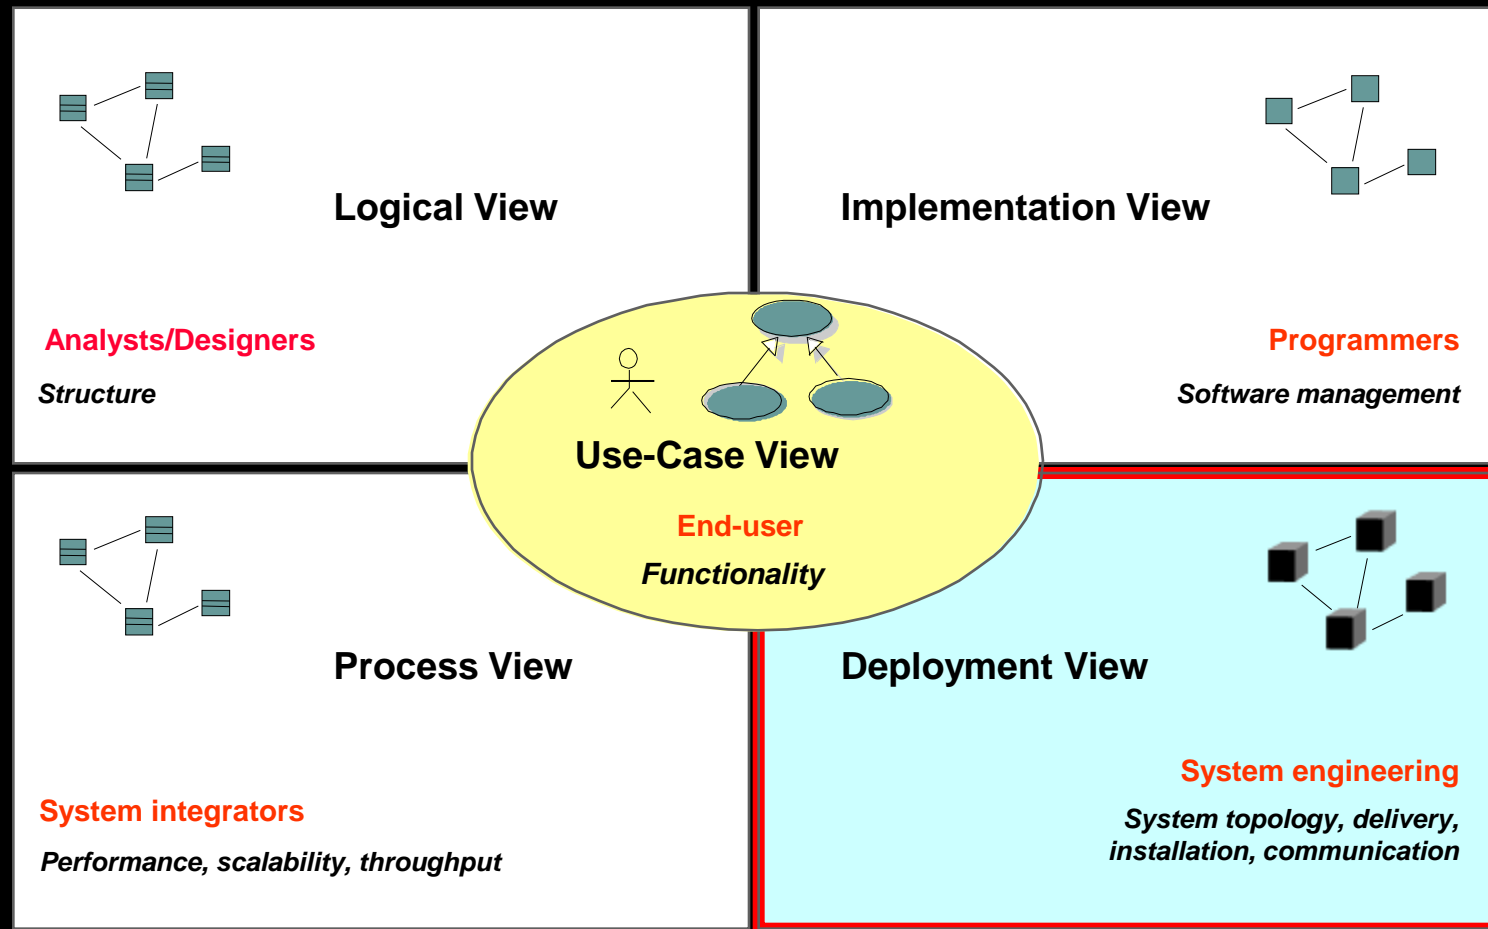 Logical View
Analysts/Designers
Structure
Implementation View
Programmers
Software management
Use-Case View
End-user
Functionality
Process View
System integrators
Performance, scalability, throughput
Deployment View
System engineering
System topology, delivery,
installation, communication